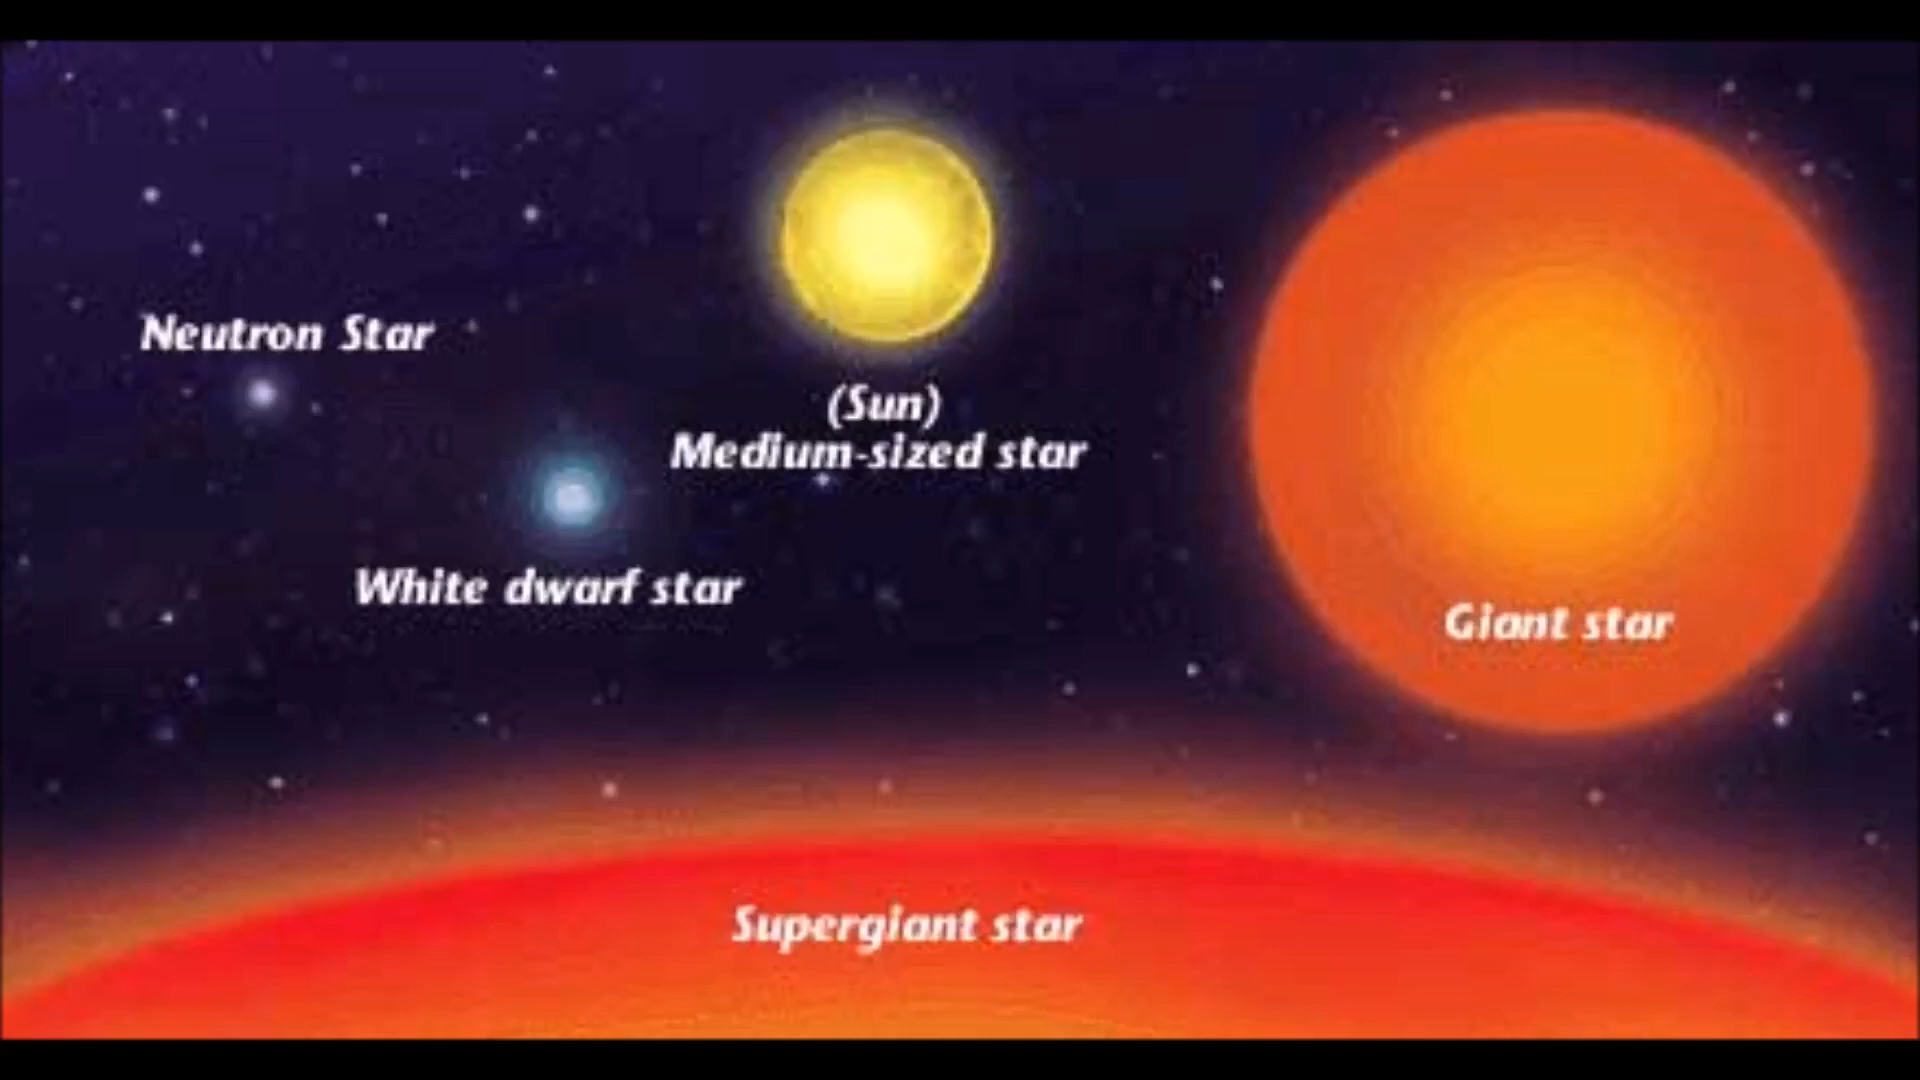 Neutron Star
(Sun)
Medium-sized star
White dwarf star
Giant star
Supergiant star